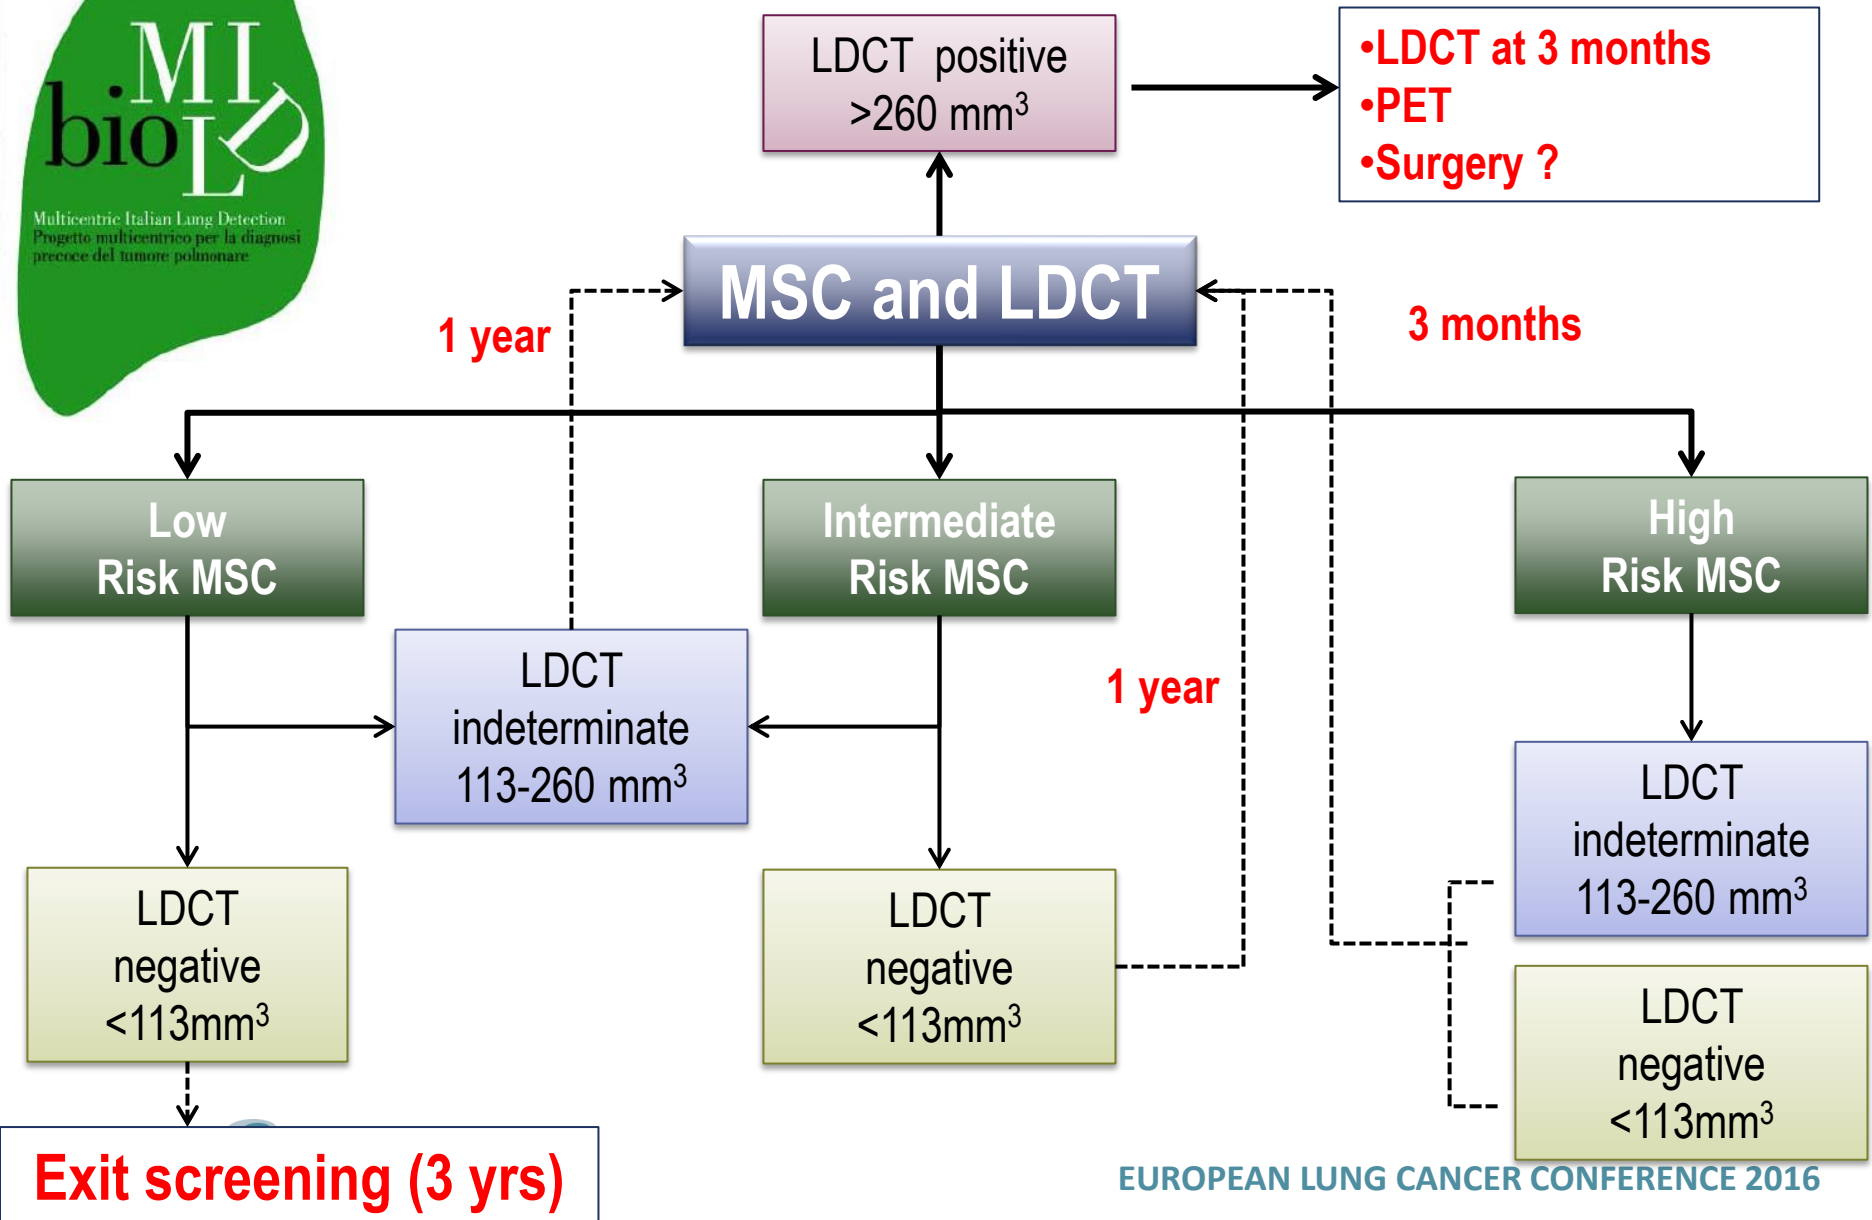 MI
bio
LD
Multicentric Italian Lung Detection
Progetto multicentrico per la diagnosi
precoce del tumore polmonare
LDCT positive
>260 mm³
•LDCT at 3 months
•PET
•Surgery ?
MSC and LDCT
1 year
3 months
Low
Risk MSC
Intermediate
Risk MSC
High
Risk MSC
LDCT
indeterminate
113-260 mm³
1 year
LDCT
indeterminate
113-260 mm³
LDCT
negative
<113mm³
LDCT
negative
<113mm³
LDCT
negative
<113mm³
Exit screening (3 yrs)
EUROPEAN LUNG CANCER CONFERENCE 2016